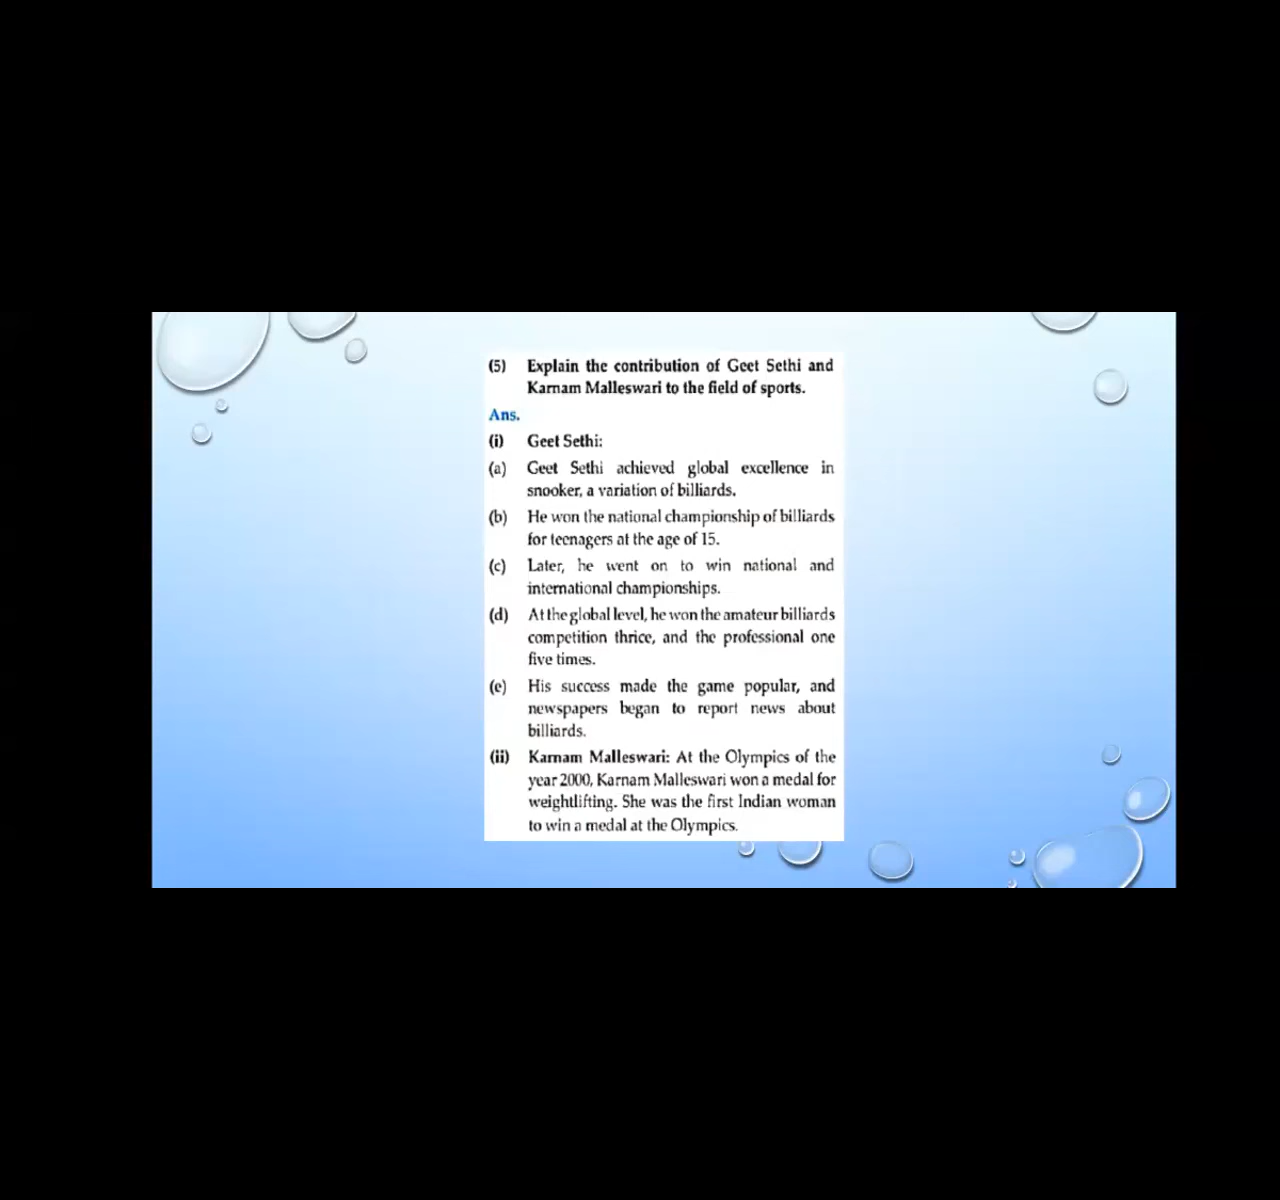 (5) Explain the contribution of Geet Sethi and
Karnam Malleswari to the field of sports.
Ans.
(i) Geet Sethi:
(a) Geet Sethi achieved global excellence in
snooker, a variation of billiards.
(b) He won the national championship of billiards
for teenagers at the age of 15.
(c) Later, he went on to win national and
international championships.
(d) At the global level, he won the amateur billiards
competition thrice, and the professional one
five times.
(e) His success made the game popular, and
newspapers began to report news about
billiards.
(ii) Karnam Malleswari: At the Olympics of the
year 2000, Karnam Malleswari won a medal for
weightlifting. She was the first Indian woman
to win a medal at the Olympics.